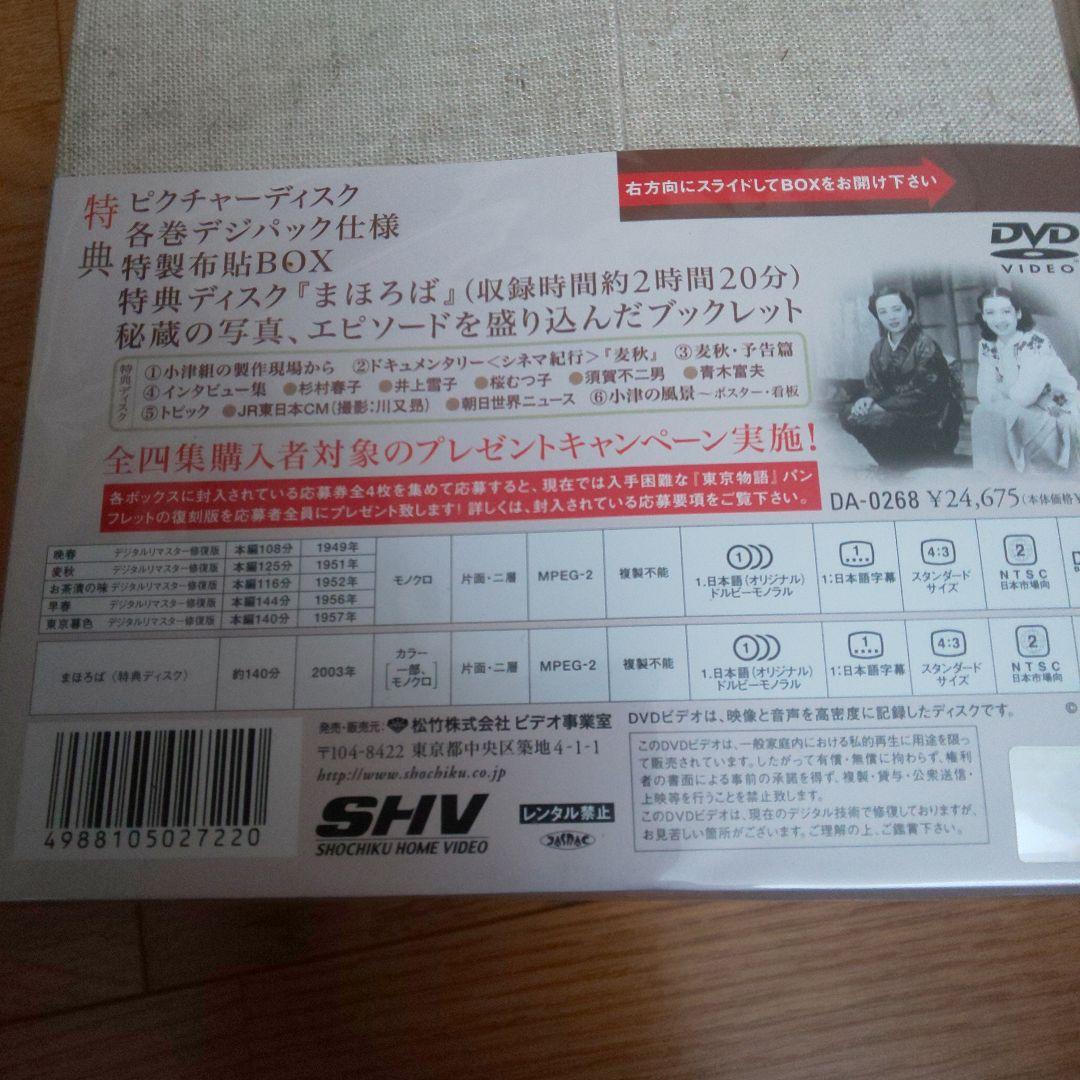 右方向にスライドしてBOXをお開け下さい
特典
ピクチャーディスク
各巻デジパック仕様
特製布貼BOX
特典ディスク『まほろば』(収録時間約2時間20分)
秘蔵の写真、エピソードを盛り込んだブックレット
DVD
VIDEO
特典ディスク
①小津組の製作現場から ②ドキュメンタリー<シネマ紀行>『麦秋』 ③麦秋・予告篇
④インタビュー集 ●杉村春子 ●井上雪子 ●桜むつ子 ●須賀不二男 ●青木富夫
⑤トピック ●JR東日本CM(撮影:川又昻) ●朝日世界ニュース ⑥小津の風景〜ポスター・看板
全四集購入者対象のプレゼントキャンペーン実施!
各ボックスに封入されている応募券全4枚を集めて応募すると、現在では入手困難な『東京物語』パン
フレットの復刻版を応募者全員にプレゼント致します! 詳しくは、封入されている応募要項をご覧下さい。
DA-0268 ¥24,675(本体価格¥
晩春 デジタルリマスター修復版 本編108分 1949年
麦秋 デジタルリマスター修復版 本編125分 1951年
お茶漬の味 デジタルリマスター修復版 本編116分 1952年
早春 デジタルリマスター修復版 本編144分 1956年
東京暮色 デジタルリマスター修復版 本編140分 1957年
モノクロ 片面・二層 MPEG-2 複製不能
1
1.日本語(オリジナル)
ドルビーモノラル
1
1:日本語字幕
4:3
スタンダード
サイズ
2
NTSC
日本市場向
まほろば(特典ディスク) 約140分 2003年
カラー
[一部、モノクロ]
片面・二層 MPEG-2 複製不能
1
1.日本語(オリジナル)
ドルビーモノラル
1
1:日本語字幕
4:3
スタンダード
サイズ
2
NTSC
日本市場向
4988105027220
発売・販売元: 松竹株式会社 ビデオ事業室
〒104-8422 東京都中央区築地4-1-1
http://www.shochiku.co.jp
SHV
SHOCHIKU HOME VIDEO
レンタル禁止
JASRAC
DVDビデオは、映像と音声を高密度に記録したディスクです。
©
このDVDビデオは、一般家庭内における私的再生に用途を限っ
て販売されています。したがって有償・無償に拘わらず、権利
者の書面による事前の承諾を得ず、複製・貸与・公衆送信・
上映等を行うことを禁止致します。
このDVDビデオは、現在のデジタル技術で修復しておりますが、
お見苦しい箇所がございます。ご理解の上、ご鑑賞下さい。